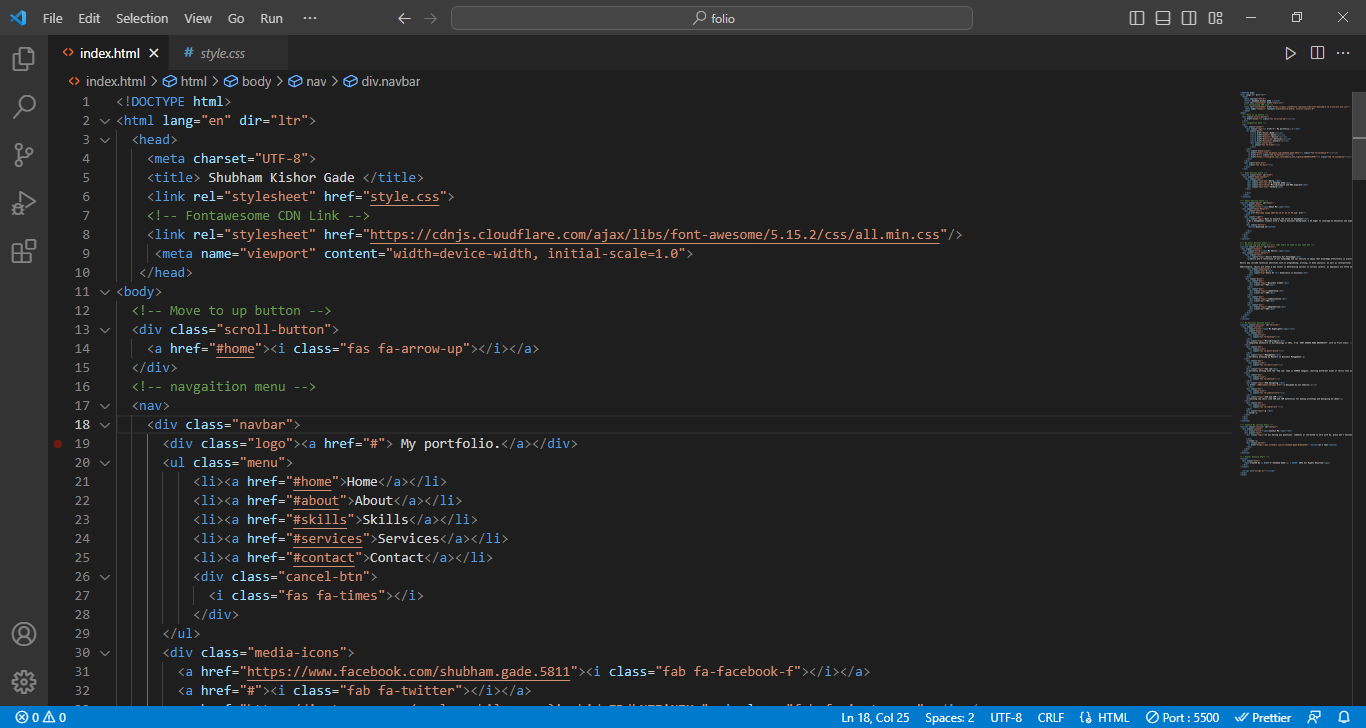 File Edit Selection View Go Run ··· folio
index.html style.css
index.html > html > body > nav > div.navbar
1 <!DOCTYPE html>
2 <html lang="en" dir="ltr">
3 <head>
4 <meta charset="UTF-8">
5 <title> Shubham Kishor Gade </title>
6 <link rel="stylesheet" href="style.css">
7 <!-- Fontawesome CDN Link -->
8 <link rel="stylesheet" href="https://cdnjs.cloudflare.com/ajax/libs/font-awesome/5.15.2/css/all.min.css"/>
9 <meta name="viewport" content="width=device-width, initial-scale=1.0">
10 </head>
11 <body>
12 <!-- Move to up button -->
13 <div class="scroll-button">
14 <a href="#home"><i class="fas fa-arrow-up"></i></a>
15 </div>
16 <!-- navgaition menu -->
17 <nav>
18 <div class="navbar">
19 <div class="logo"><a href="#"> My portfolio.</a></div>
20 <ul class="menu">
21 <li><a href="#home">Home</a></li>
22 <li><a href="#about">About</a></li>
23 <li><a href="#skills">Skills</a></li>
24 <li><a href="#services">Services</a></li>
25 <li><a href="#contact">Contact</a></li>
26 <div class="cancel-btn">
27 <i class="fas fa-times"></i>
28 </div>
29 </ul>
30 <div class="media-icons">
31 <a href="https://www.facebook.com/shubham.gade.5811"><i class="fab fa-facebook-f"></i></a>
32 <a href="#"><i class="fab fa-twitter"></i></a>
0 0 Ln 18, Col 25 Spaces: 2 UTF-8 CRLF {} HTML Port : 5500 Prettier